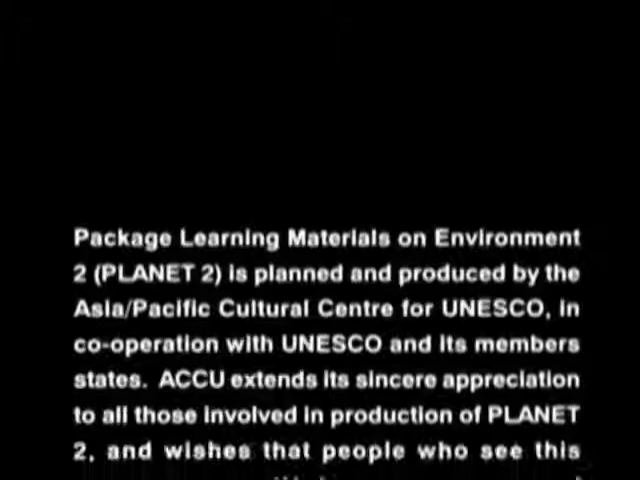 Package Learning Materials on Environment
2 (PLANET 2) is planned and produced by the
Asia/Pacific Cultural Centre for UNESCO, in
co-operation with UNESCO and its members
states. ACCU extends its sincere appreciation
to all those involved in production of PLANET
2, and wishes that people who see this